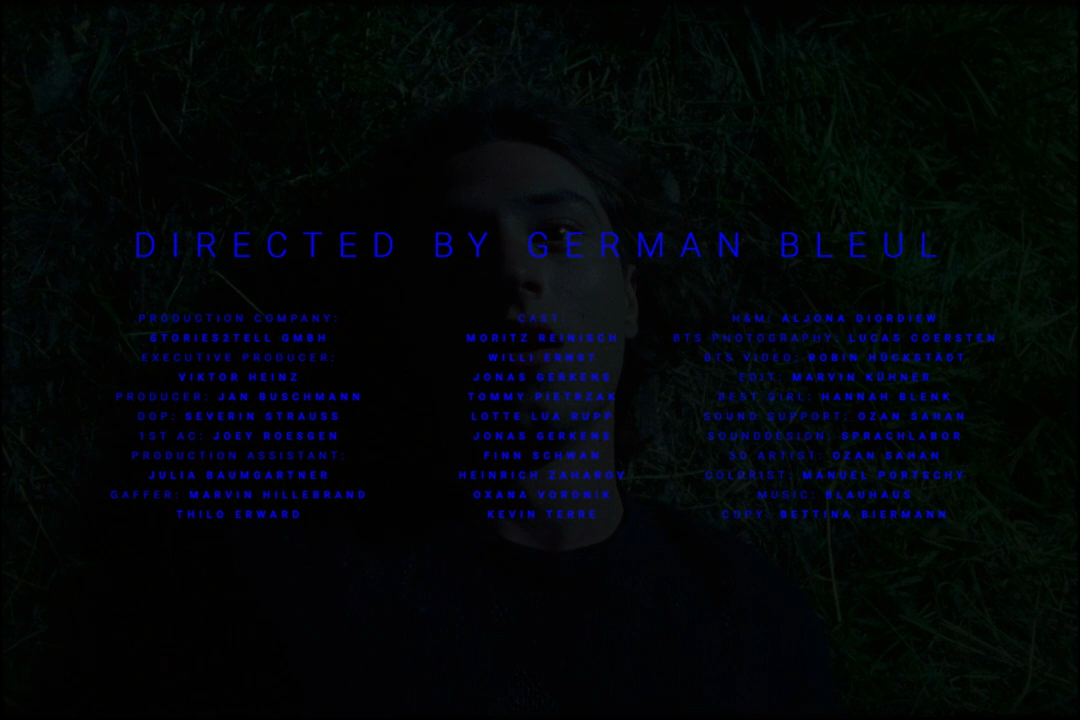 DIRECTED BY GERMAN BLEUL
PRODUCTION COMPANY:
STORIES2TELL GMBH
EXECUTIVE PRODUCER:
VIKTOR HEINZ
PRODUCER: JAN BUSCHMANN
DOP: SEVERIN STRAUSS
1ST AC: JOEY ROESGEN
PRODUCTION ASSISTANT:
JULIA BAUMGARTNER
GAFFER: MARVIN HILLEBRAND
THILO ERWARD
CAST:
MORITZ REINISCH
WILLI ERNST
JONAS GERKENS
TOMMY PIETRZAK
LOTTE LUA RUPP
JONAS GERKENS
FINN SCHWAN
HEINRICH ZAHAROV
OXANA VORONIK
KEVIN TERRE
HAM: ALJONA DIORDIEW
BTS PHOTOGRAPHY: LUCAS COERSTEN
BTS VIDEO: ROBIN HÜCKSTÄDT
EDIT: MARVIN KÜHNER
BEST GIRL: HANNAH BLENK
SOUND SUPPORT: OZAN SAHAN
SOUNDDESIGN: SPRACHLABOR
3D ARTIST: OZAN SAHAN
COLORIST: MANUEL PORTSCHY
MUSIC: BLAUHAUS
COPY: BETTINA BIERMANN